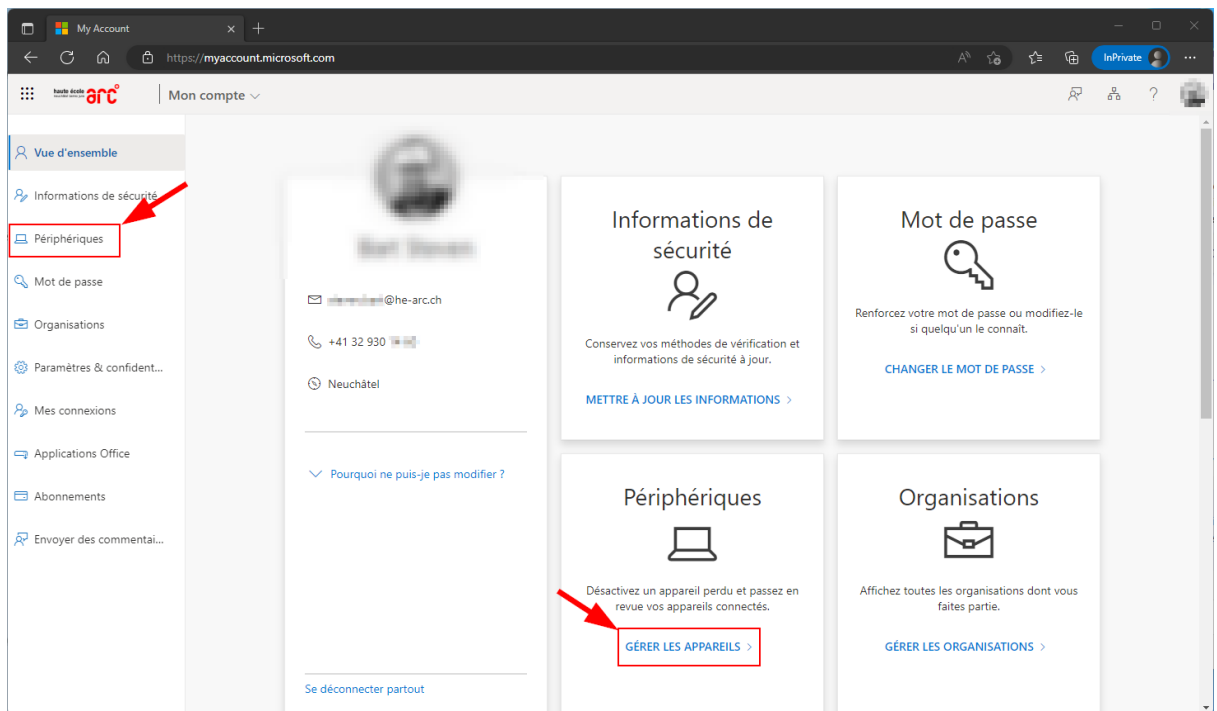 My Account
https://myaccount.microsoft.com
InPrivate
haute école arc
Mon compte
?
Vue d'ensemble
Informations de sécurité
Périphériques
Mot de passe
Organisations
Paramètres & confident...
Mes connexions
Applications Office
Abonnements
Envoyer des commentai...
@he-arc.ch
+41 32 930
Neuchâtel
Pourquoi ne puis-je pas modifier ?
Se déconnecter partout
Informations de
sécurité
Conservez vos méthodes de vérification et
informations de sécurité à jour.
METTRE À JOUR LES INFORMATIONS >
Mot de passe
Renforcez votre mot de passe ou modifiez-le
si quelqu'un le connaît.
CHANGER LE MOT DE PASSE >
Périphériques
Désactivez un appareil perdu et passez en
revue vos appareils connectés.
GÉRER LES APPAREILS >
Organisations
Affichez toutes les organisations dont vous
faites partie.
GÉRER LES ORGANISATIONS >